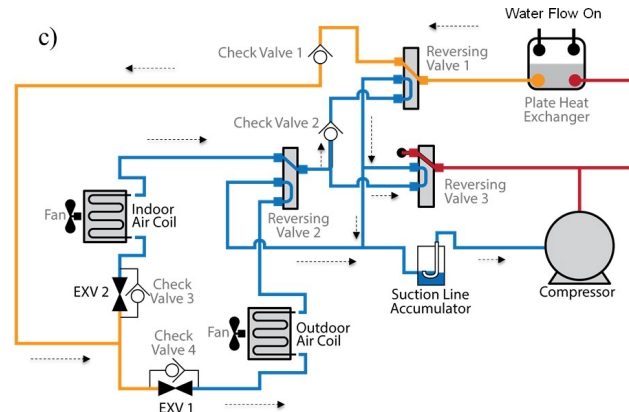 c)
Water Flow On
Check Valve 1
Reversing
Valve 1
Plate Heat
Exchanger
Check Valve 2
Reversing
Valve 3
Reversing
Valve 2
Fan
Indoor
Air Coil
EXV 2
Check
Valve 3
Suction Line
Accumulator
Compressor
Check
Valve 4
Fan
Outdoor
Air Coil
EXV 1